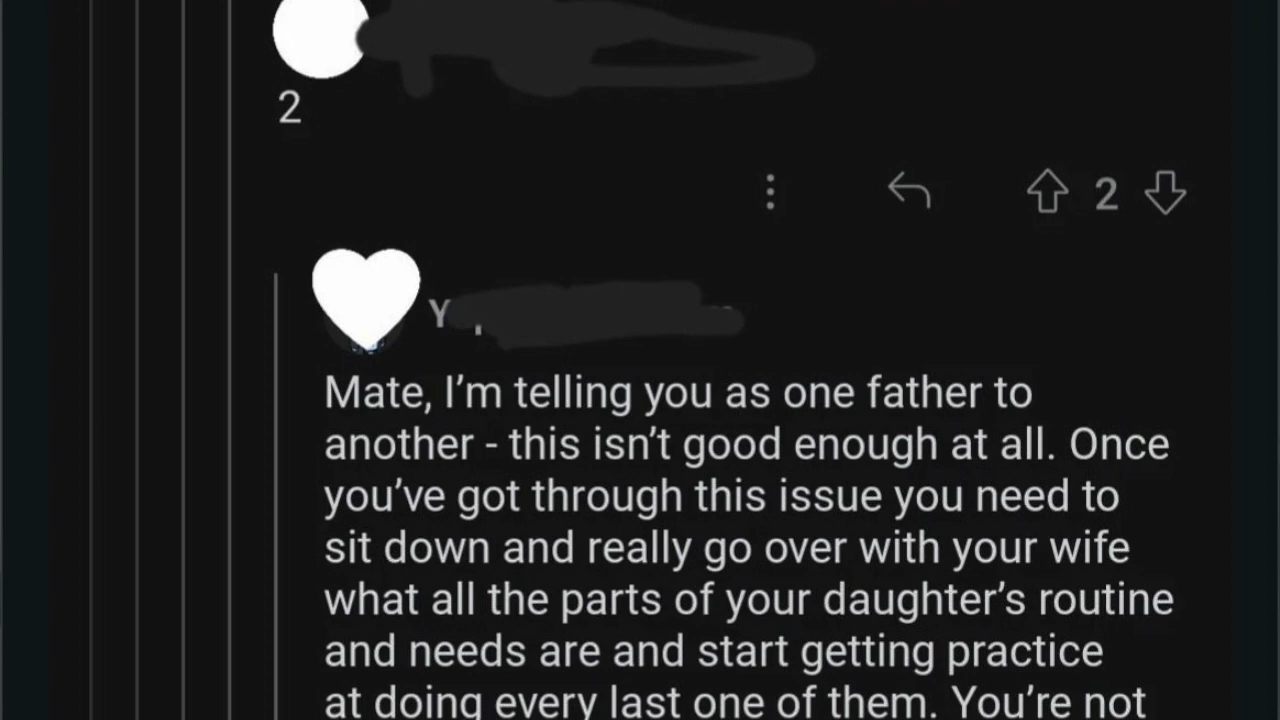 2
2
Y
Mate, I'm telling you as one father to
another - this isn't good enough at all. Once
you've got through this issue you need to
sit down and really go over with your wife
what all the parts of your daughter's routine
and needs are and start getting practice
at doing every last one of them. You're not